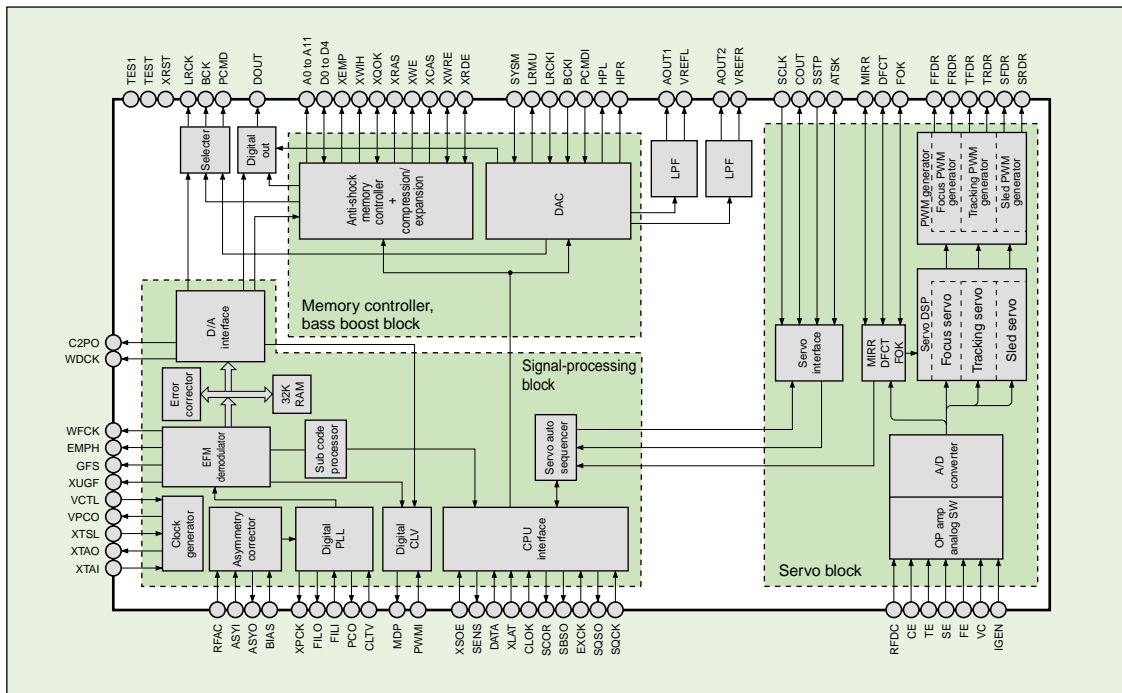 TES1
TEST
XRST
LRCK
BCK
PCMD
DOUT
A0 to A11
D0 to D4
XEMP
XWIH
XQOK
XRAS
XWE
XCAS
XWRE
XRDE
SYSM
LRMU
LRCKI
BCKI
PCMDI
HPL
HPR
AOUT1
VREFL
AOUT2
VREFR
SCLK
COUT
SSTP
ATSK
MIRR
DFCT
FOK
FFDR
FRDR
TFDR
TRDR
SFDR
SRDR
Selecter
Digital
out
Anti-shock
memory
controller
+
compression/
expansion
DAC
LPF
LPF
PWM generator
Focus PWM
generator
Tracking PWM
generator
Sled PWM
generator
Memory controller,
bass boost block
D/A
interface
Signal-processing
block
Servo
interface
MIRR
DFCT
FOK
Servo DSP
Focus servo
Tracking servo
Sled servo
C2PO
WDCK
Error
corrector
32K
RAM
WFCK
EMPH
GFS
XUGF
VCTL
VPCO
XTSL
XTAO
XTAI
EFM
demodulator
Sub code
processor
Servo auto
sequencer
A/D
converter
OP amp
analog SW
Clock
generator
Asymmetry
corrector
Digital
PLL
Digital
CLV
CPU
interface
Servo block
RFAC
ASYI
ASYO
BIAS
XPCK
FILO
FILI
PCO
CLTV
MDP
PWMI
XSOE
SENS
DATA
XLAT
CLOK
SCOR
SBSO
EXCK
SQSO
SQCK
RFDC
CE
TE
SE
FE
VC
IGEN